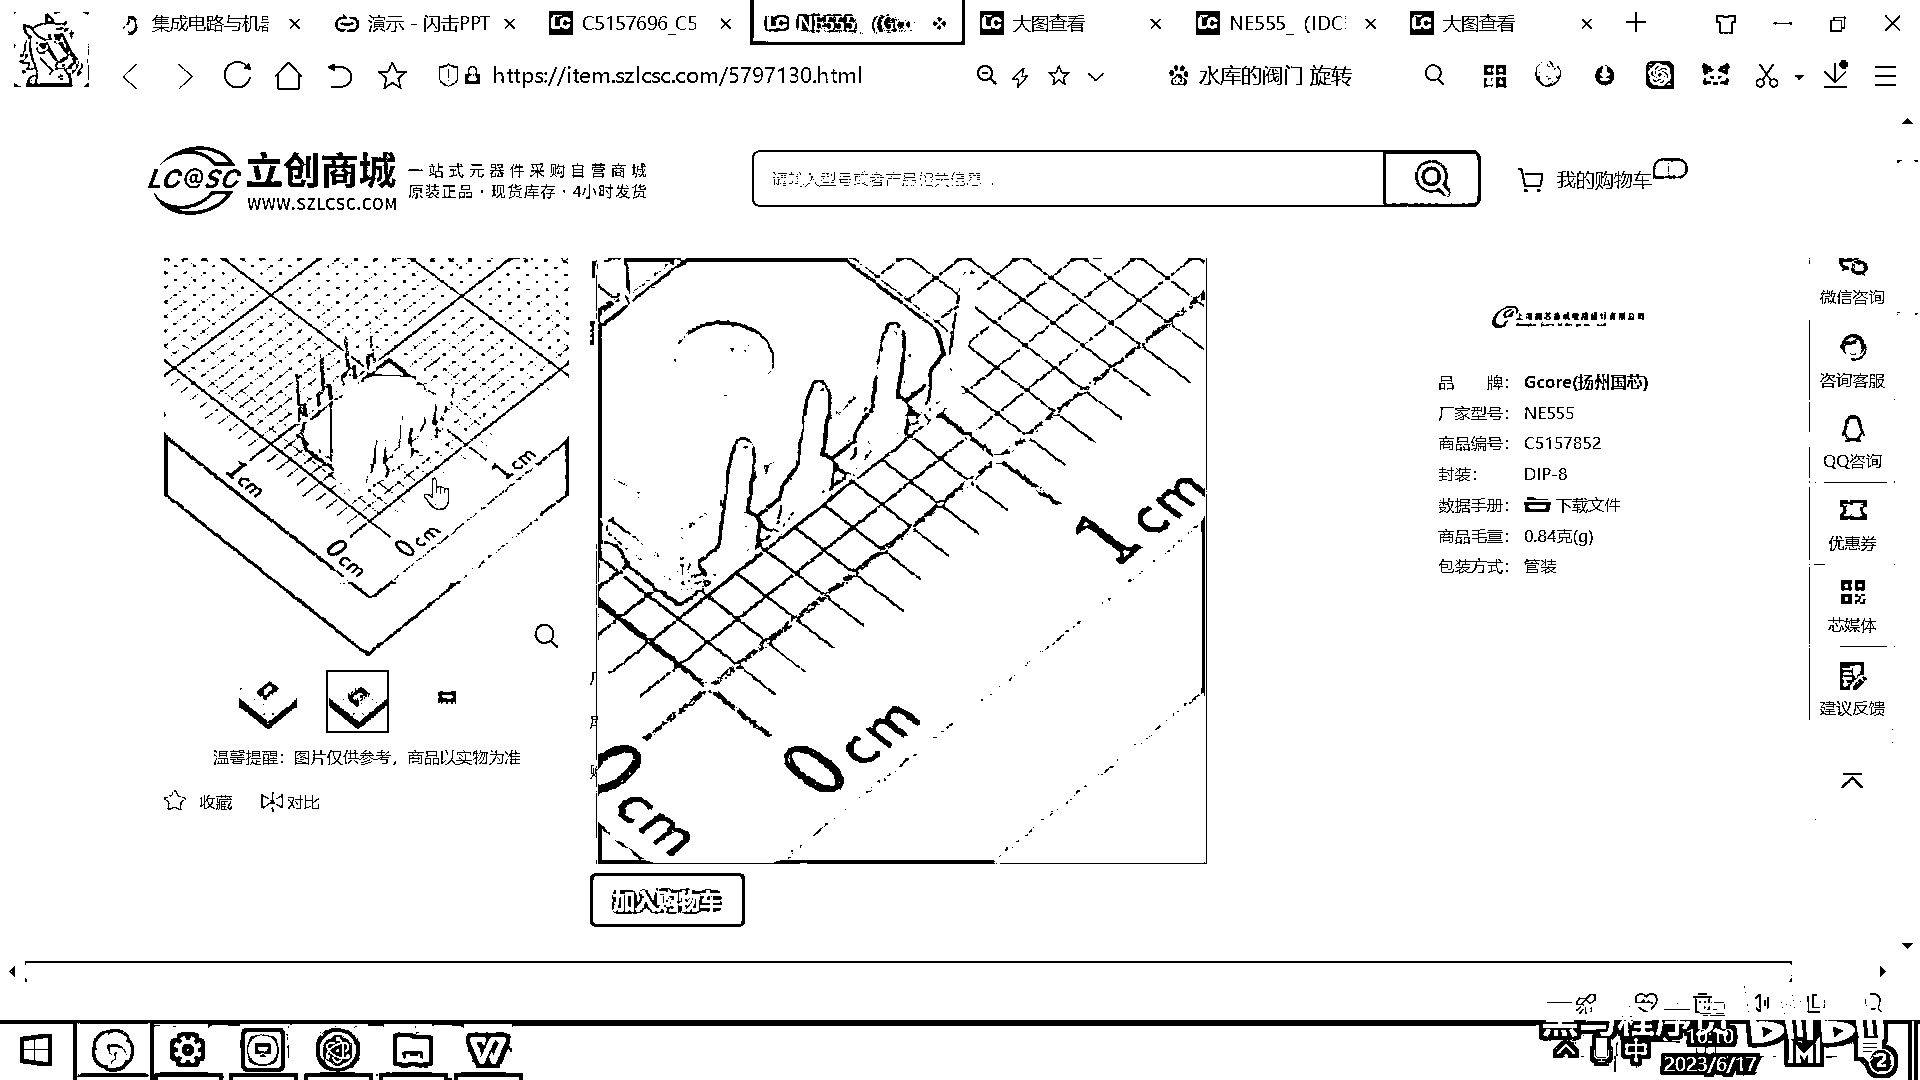 集成电路与机
演示 - 闪击PPT
C5157696_C5
NE555
大图查看
NE555_ (IDC
大图查看
https://item.szlcsc.com/5797130.html
水库的阀门 旋转
LC@SC 立创商城
WWW.SZLCSC.COM
一站式元器件采购自营商城
原装正品·现货库存·4小时发货
请输入型号或者产品相关信息
我的购物车
1cm
1cm
0cm
0cm
1cm
0cm
0cm
品 牌： Gcore(扬州国芯)
厂家型号： NE555
商品编号： C5157852
封装： DIP-8
数据手册： 下载文件
商品毛重： 0.84克(g)
包装方式： 管装
微信咨询
咨询客服
QQ咨询
优惠券
芯媒体
建议反馈
温馨提醒：图片仅供参考，商品以实物为准
收藏 对比
加入购物车
黑马程序员
中
10:10
2023/6/17
2